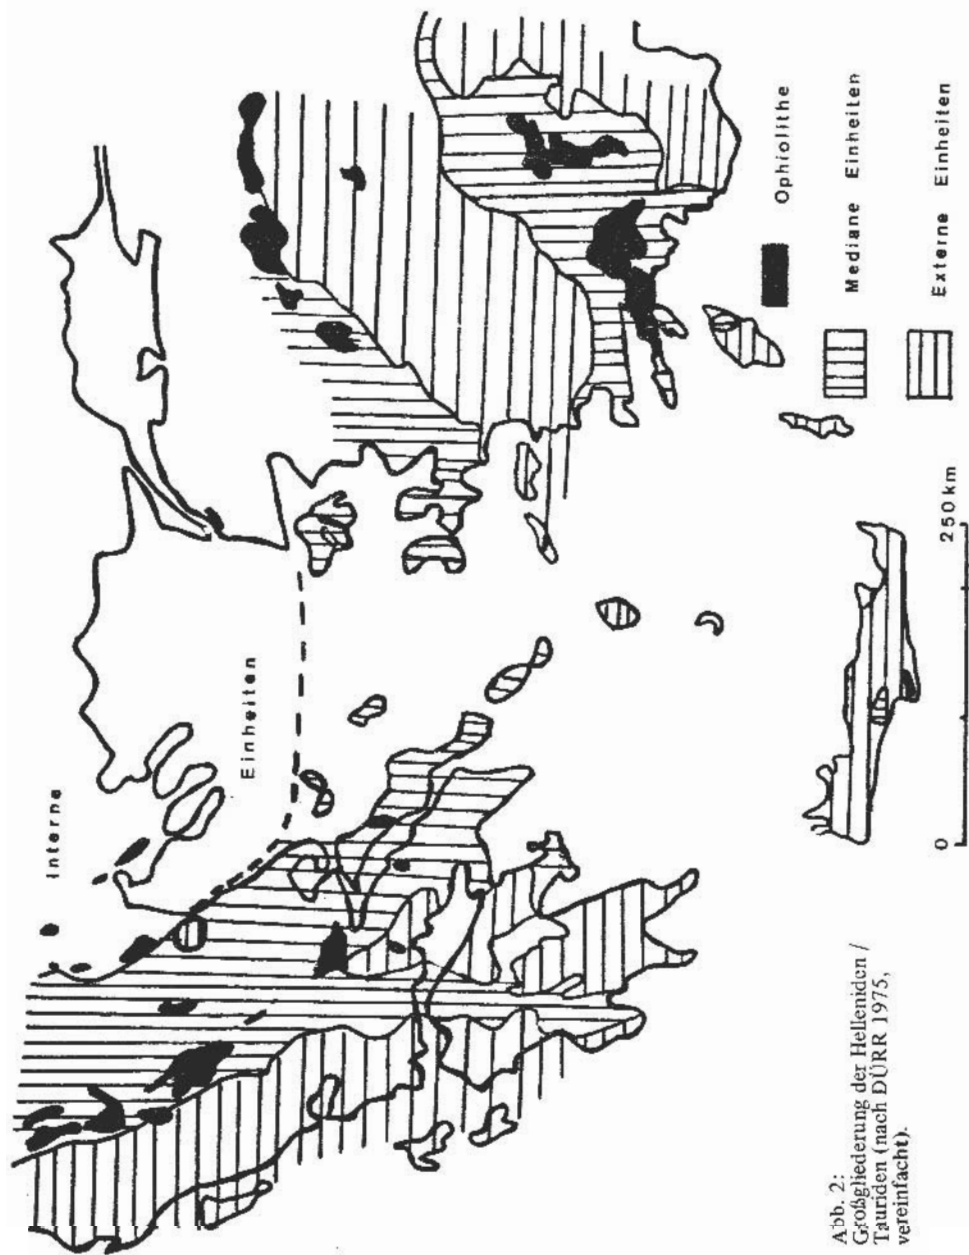 Interne
Einheiten
Ophiolithe
Mediane Einheiten
Externe Einheiten
0 250 km
Abb. 2:
Großgliederung der Helleniden /
Tauriden (nach DÜRR 1975,
vereinfacht).